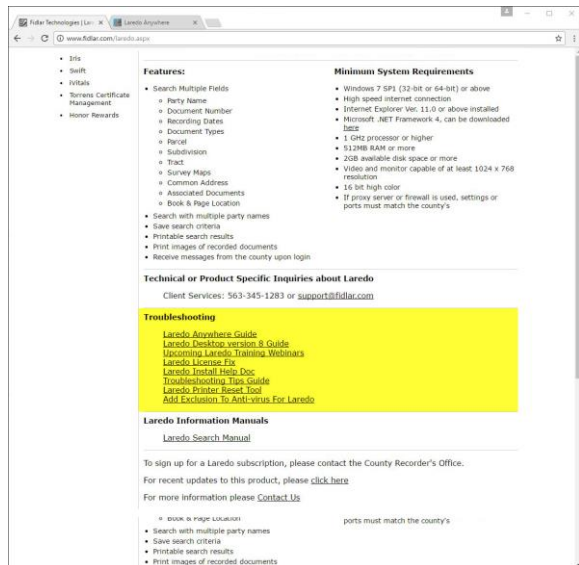 Fidlar Technologies | La
Laredo Anywhere
www.fidlar.com/laredo.aspx
Iris
Swift
iVitals
Torrens Certificate
Management
Honor Rewards
Features:
Search Multiple Fields
Party Name
Document Number
Recording Dates
Document Types
Parcel
Subdivision
Tract
Survey Maps
Common Address
Associated Documents
Book & Page Location
Search with multiple party names
Save search criteria
Printable search results
Print images of recorded documents
Receive messages from the county upon login
Minimum System Requirements
Windows 7 SP1 (32-bit or 64-bit) or above
High speed internet connection
Internet Explorer Ver. 11.0 or above installed
Microsoft .NET Framework 4, can be downloaded
here
1 GHz processor or higher
512MB RAM or more
2GB available disk space or more
Video and monitor capable of at least 1024 x 768
resolution
16 bit high color
If proxy server or firewall is used, settings or
ports must match the county's
Technical or Product Specific Inquiries about Laredo
Client Services: 563-345-1283 or support@fidlar.com
Troubleshooting
Laredo Anywhere Guide
Laredo Desktop version 8 Guide
Upcoming Laredo Training Webinars
Laredo License Fix
Laredo Install Help Doc
Troubleshooting Tips Guide
Laredo Printer Reset Tool
Add Exclusion To Anti-virus For Laredo
Laredo Information Manuals
Laredo Search Manual
To sign up for a Laredo subscription, please contact the County Recorder's Office.
For recent updates to this product, please click here
For more information please Contact Us
Book & Page Location
ports must match the county's
Search with multiple party names
Save search criteria
Printable search results
Print images of recorded documents